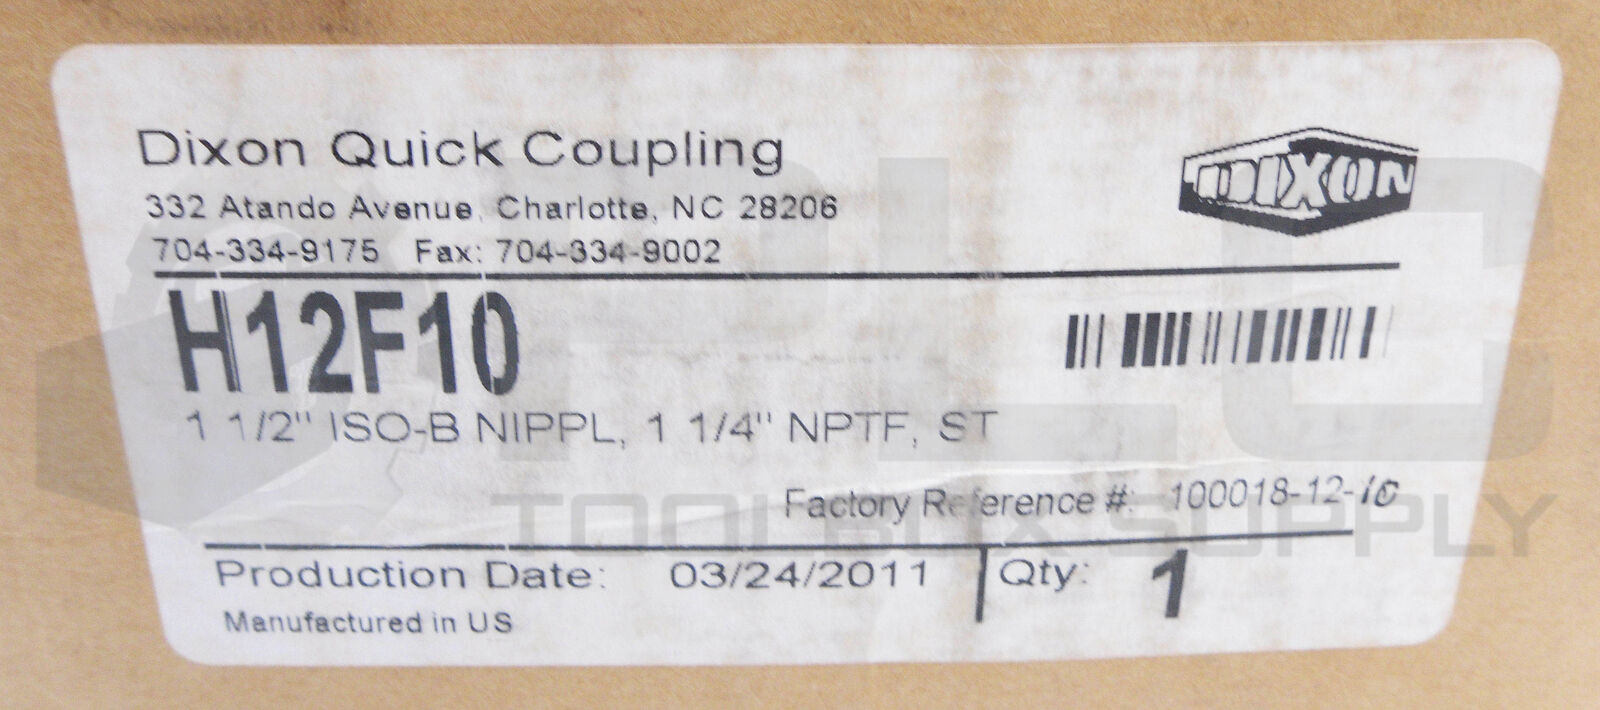 Dixon Quick Coupling
DIXON
332 Atando Avenue, Charlotte, NC 28206
704-334-9175 Fax: 704-334-9002
H12F10
1 1/2" ISO-B NIPPL, 1 1/4" NPTF, ST
Factory Reference #: 100018-12-10
Production Date: 03/24/2011 Qty: 1
Manufactured in US
PLC
TOOLBOX SUPPLY